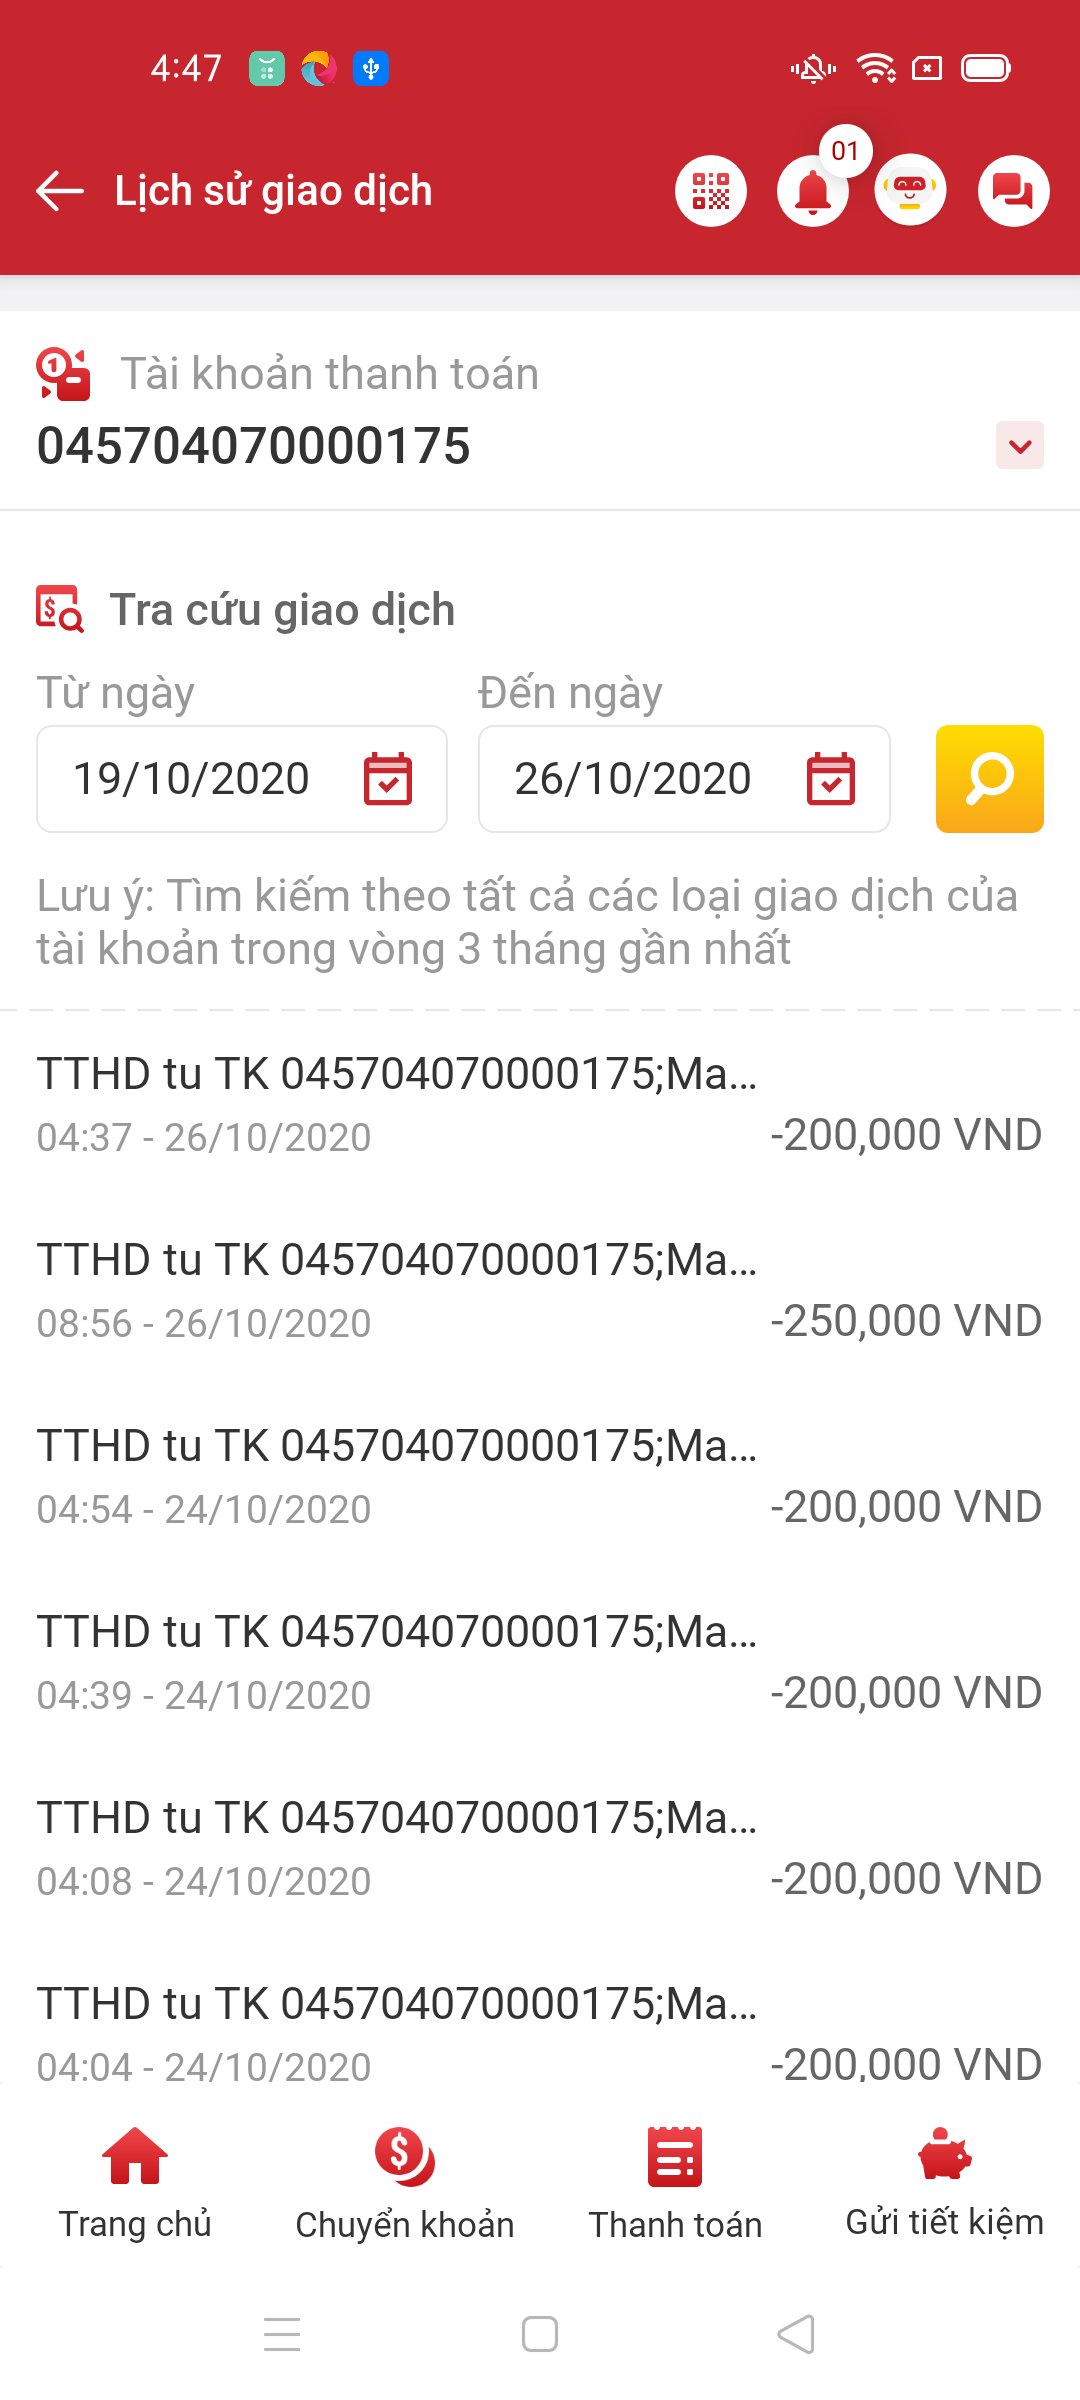 4:47
01
Lịch sử giao dịch
Tài khoản thanh toán
045704070000175
Tra cứu giao dịch
Từ ngày
Đến ngày
19/10/2020
26/10/2020
Lưu ý: Tìm kiếm theo tất cả các loại giao dịch của
tài khoản trong vòng 3 tháng gần nhất
TTHD tu TK 045704070000175;Ma...
04:37 - 26/10/2020
-200,000 VND
TTHD tu TK 045704070000175;Ma...
08:56 - 26/10/2020
-250,000 VND
TTHD tu TK 045704070000175;Ma...
04:54 - 24/10/2020
-200,000 VND
TTHD tu TK 045704070000175;Ma...
04:39 - 24/10/2020
-200,000 VND
TTHD tu TK 045704070000175;Ma...
04:08 - 24/10/2020
-200,000 VND
TTHD tu TK 045704070000175;Ma...
04:04 - 24/10/2020
-200,000 VND
Trang chủ
Chuyển khoản
Thanh toán
Gửi tiết kiệm